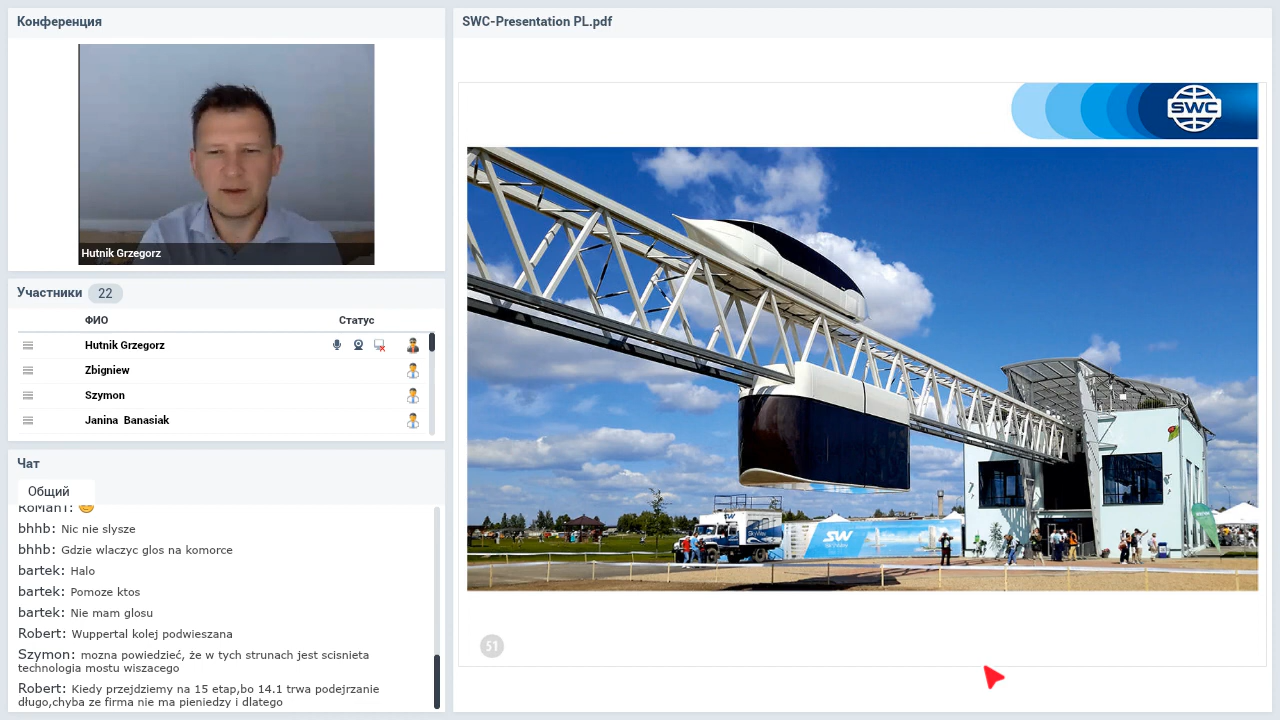 Конференция
Hutnik Grzegorz
Участники 22
ФИО Статус
Hutnik Grzegorz
Zbigniew
Szymon
Janina Banasiak
Чат
Общий
RoMan1: 
bhhb: Nic nie slysze
bhhb: Gdzie wlaczyc glos na komorce
bartek: Halo
bartek: Pomoze ktos
bartek: Nie mam glosu
Robert: Wuppertal kolej podwieszana
Szymon: mozna powiedzieć, że w tych strunach jest scisnieta
technologia mostu wiszacego
Robert: Kiedy przejdziemy na 15 etap,bo 14.1 trwa podejrzanie
długo,chyba ze firma nie ma pieniedzy i dlatego
SWC-Presentation PL.pdf
SWC
SW
SW
51